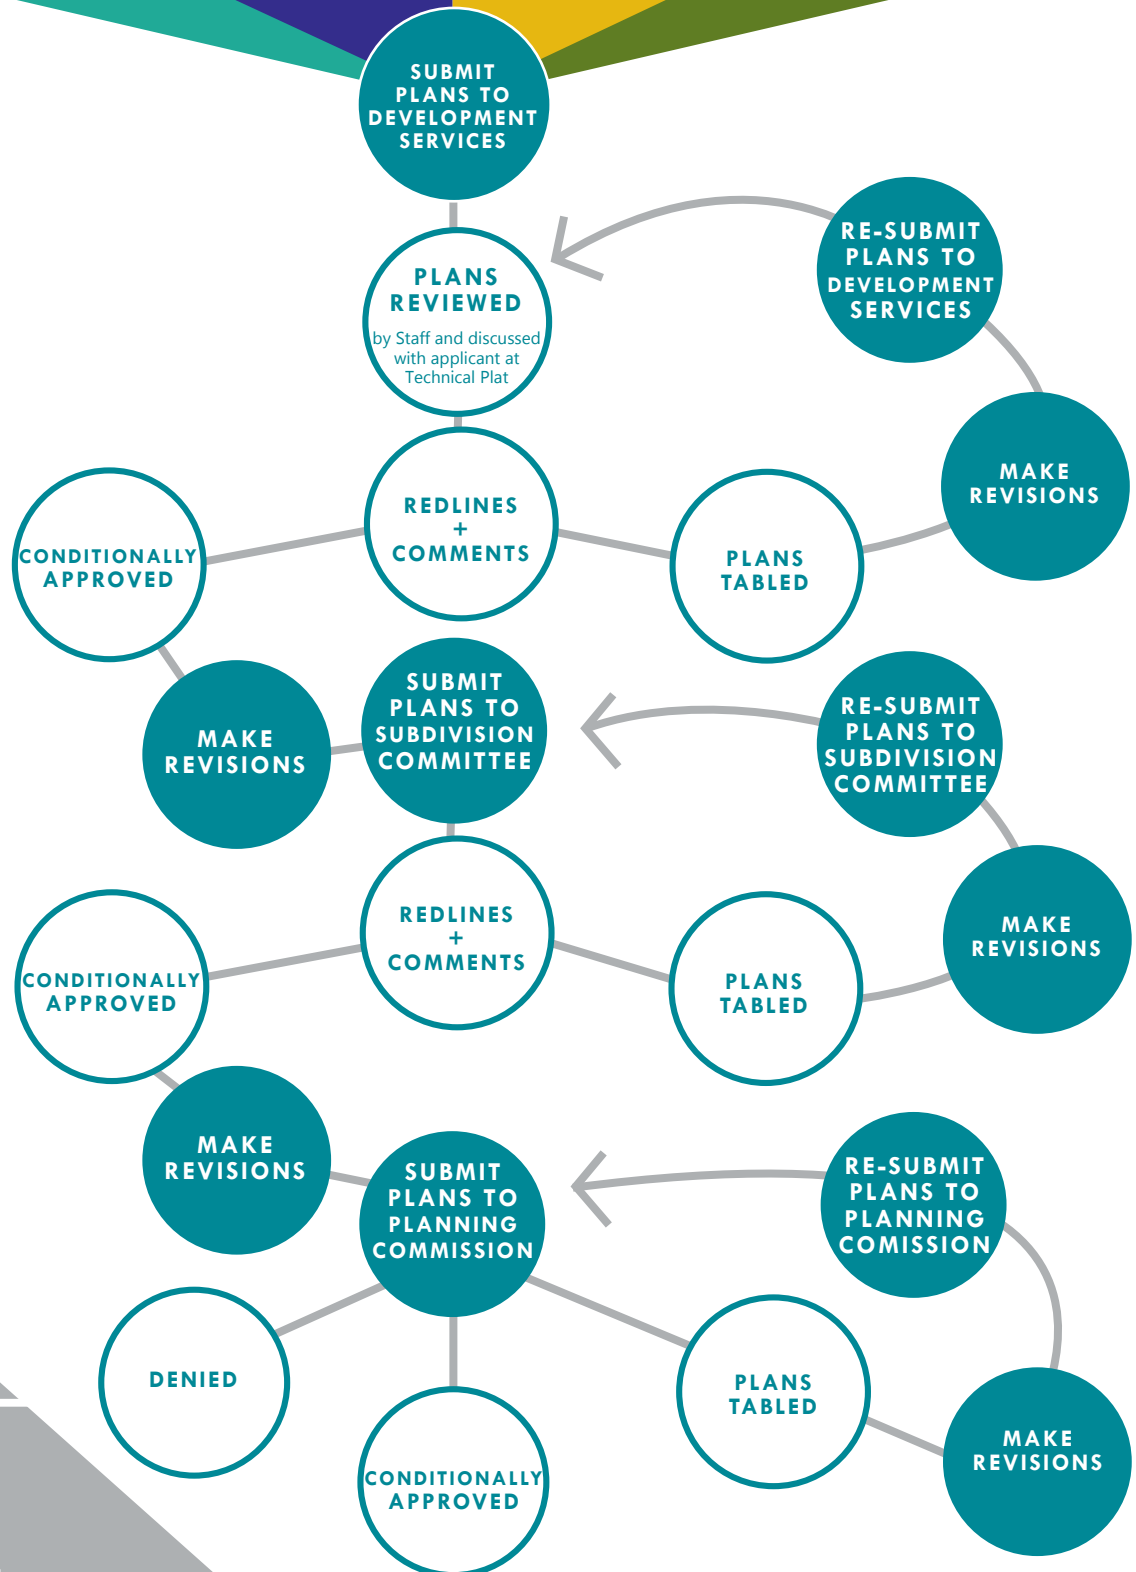 SUBMIT
PLANS TO
DEVELOPMENT
SERVICES
RE-SUBMIT
PLANS TO
DEVELOPMENT
SERVICES
PLANS
REVIEWED
by Staff and discussed
with applicant at
Technical Plat
MAKE
REVISIONS
REDLINES
+
COMMENTS
CONDITIONALLY
APPROVED
PLANS
TABLED
SUBMIT
PLANS TO
SUBDIVISION
COMMITTEE
MAKE
REVISIONS
RE-SUBMIT
PLANS TO
SUBDIVISION
COMMITTEE
REDLINES
+
COMMENTS
MAKE
REVISIONS
CONDITIONALLY
APPROVED
PLANS
TABLED
MAKE
REVISIONS
SUBMIT
PLANS TO
PLANNING
COMMISSION
RE-SUBMIT
PLANS TO
PLANNING
COMISSION
DENIED
PLANS
TABLED
MAKE
REVISIONS
CONDITIONALLY
APPROVED